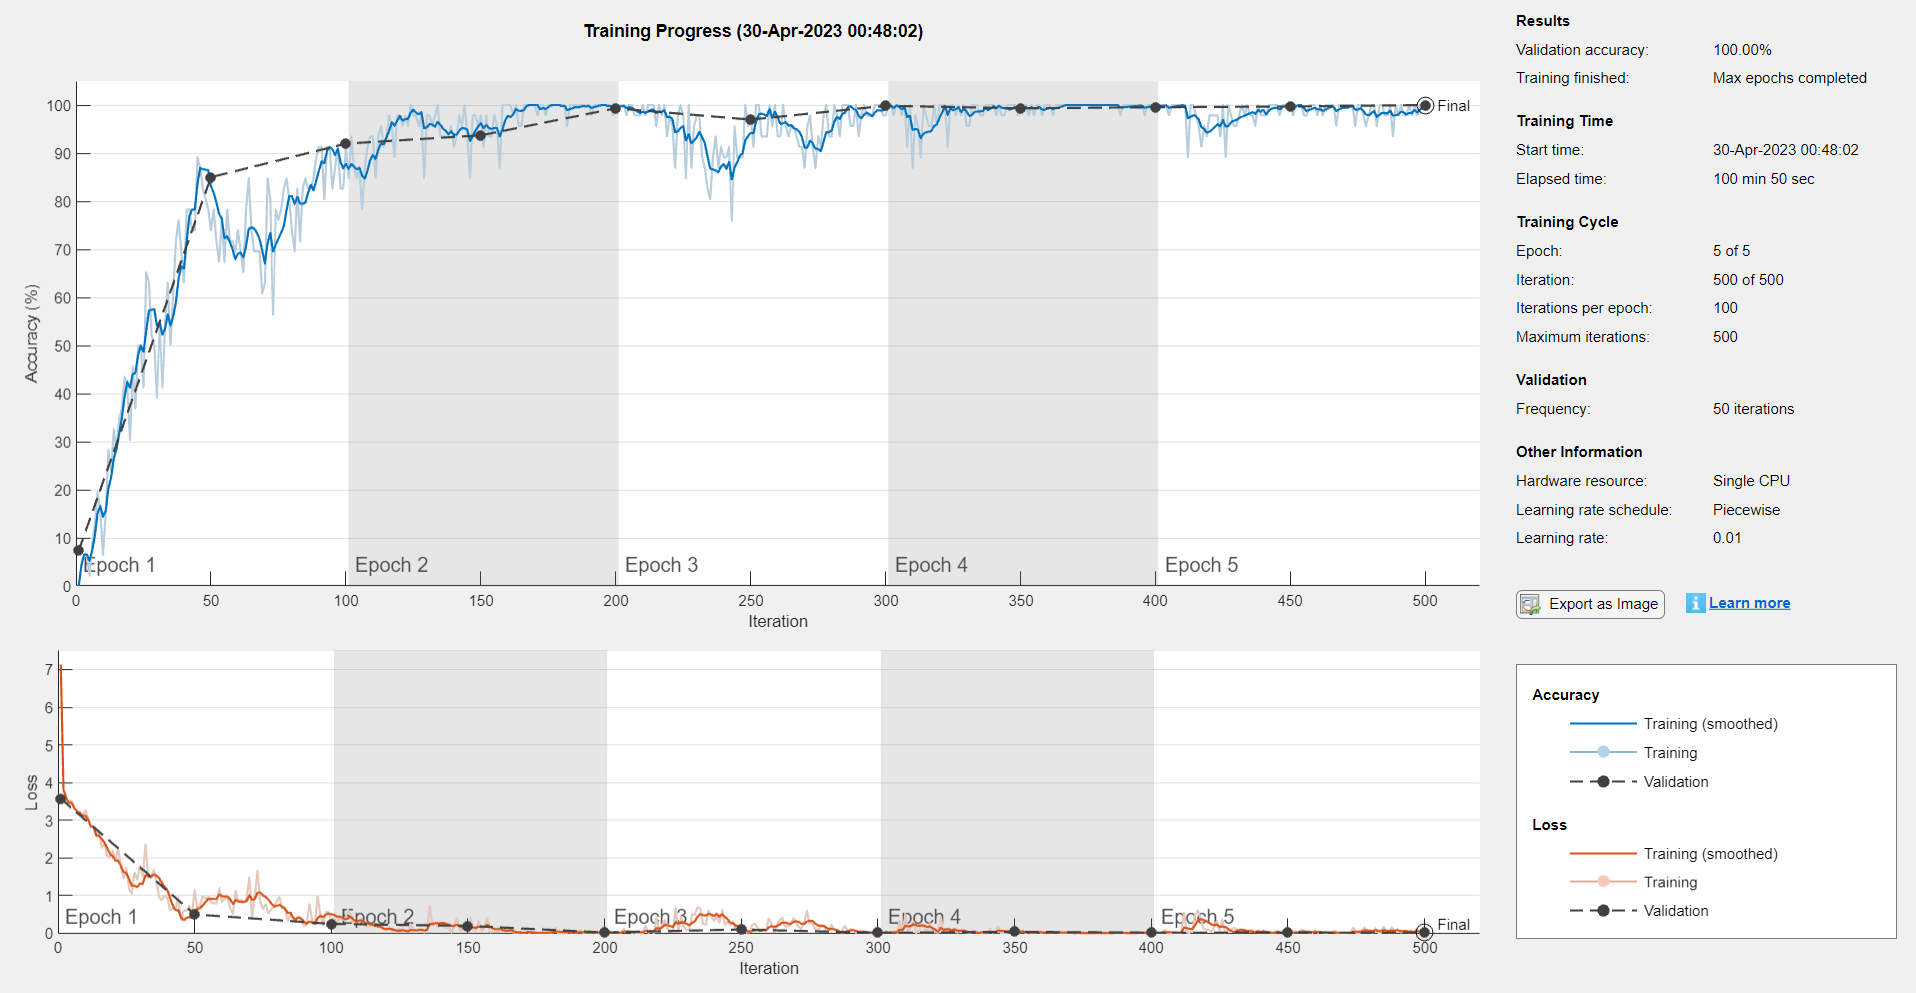 Training Progress (30-Apr-2023 00:48:02)
100
90
80
70
60
50
40
30
20
10
0
Accuracy (%)
Epoch 1
Epoch 2
Epoch 3
Epoch 4
Epoch 5
Final
0 50 100 150 200 250 300 350 400 450 500
Iteration
7
6
5
4
3
2
1
0
Loss
Epoch 1
Epoch 2
Epoch 3
Epoch 4
Epoch 5
Final
0 50 100 150 200 250 300 350 400 450 500
Iteration
Results
Validation accuracy: 100.00%
Training finished: Max epochs completed
Training Time
Start time: 30-Apr-2023 00:48:02
Elapsed time: 100 min 50 sec
Training Cycle
Epoch: 5 of 5
Iteration: 500 of 500
Iterations per epoch: 100
Maximum iterations: 500
Validation
Frequency: 50 iterations
Other Information
Hardware resource: Single CPU
Learning rate schedule: Piecewise
Learning rate: 0.01
Export as Image
i Learn more
Accuracy
Training (smoothed)
Training
Validation
Loss
Training (smoothed)
Training
Validation